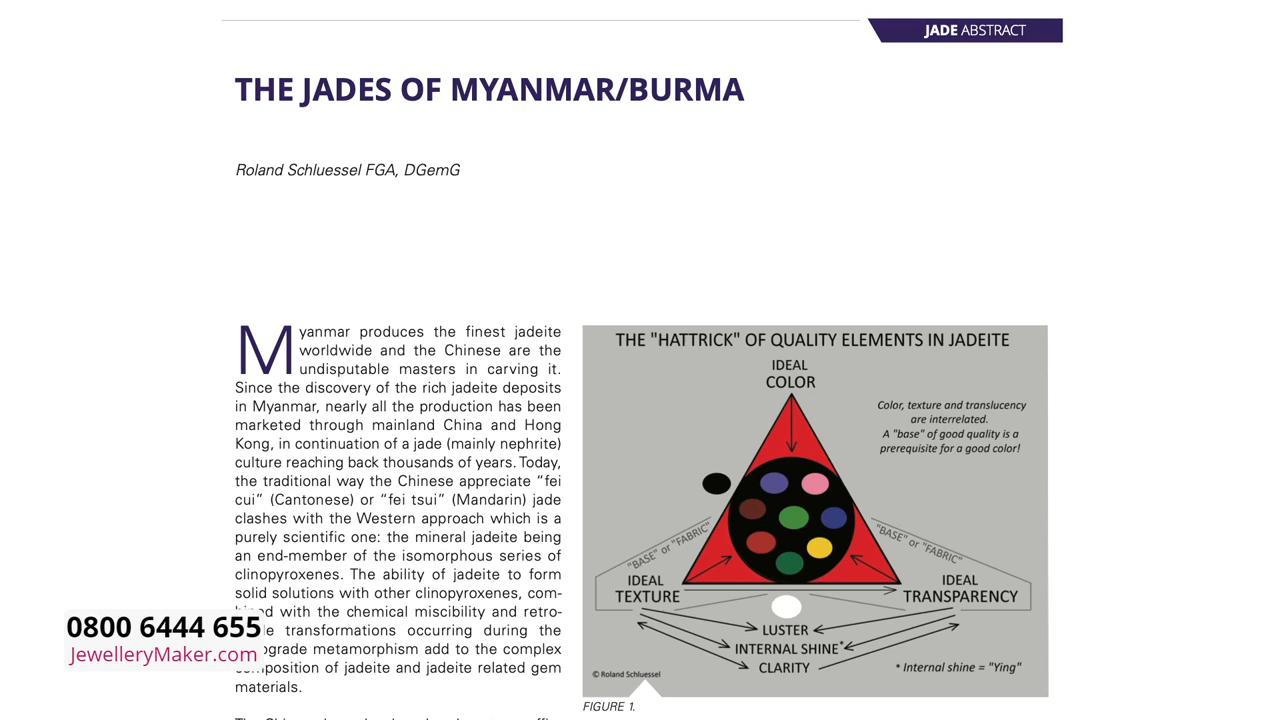 JADE ABSTRACT
THE JADES OF MYANMAR/BURMA
Roland Schluessel FGA, DGemG
Myanmar produces the finest jadeite
worldwide and the Chinese are the
undisputable masters in carving it.
Since the discovery of the rich jadeite deposits
in Myanmar, nearly all the production has been
marketed through mainland China and Hong
Kong, in continuation of a jade (mainly nephrite)
culture reaching back thousands of years. Today,
the traditional way the Chinese appreciate “fei
cui” (Cantonese) or “fei tsui” (Mandarin) jade
clashes with the Western approach which is a
purely scientific one: the mineral jadeite being
an end-member of the isomorphous series of
clinopyroxenes. The ability of jadeite to form
solid solutions with other clinopyroxenes, com-
with the chemical miscibility and retro-
transformations occurring during the
metamorphism add to the complex
of jadeite and jadeite related gem
materials.
0800 6444 655
JewelleryMaker.com
THE "HATTRICK" OF QUALITY ELEMENTS IN JADEITE
IDEAL
COLOR
Color, texture and translucency
are interrelated.
A "base" of good quality is a
prerequisite for a good color!
"BASE" or "FABRIC"
"BASE" or "FABRIC"
IDEAL
TEXTURE
IDEAL
TRANSPARENCY
LUSTER
INTERNAL SHINE*
CLARITY
* Internal shine = "Ying"
© Roland Schluessel
FIGURE 1.